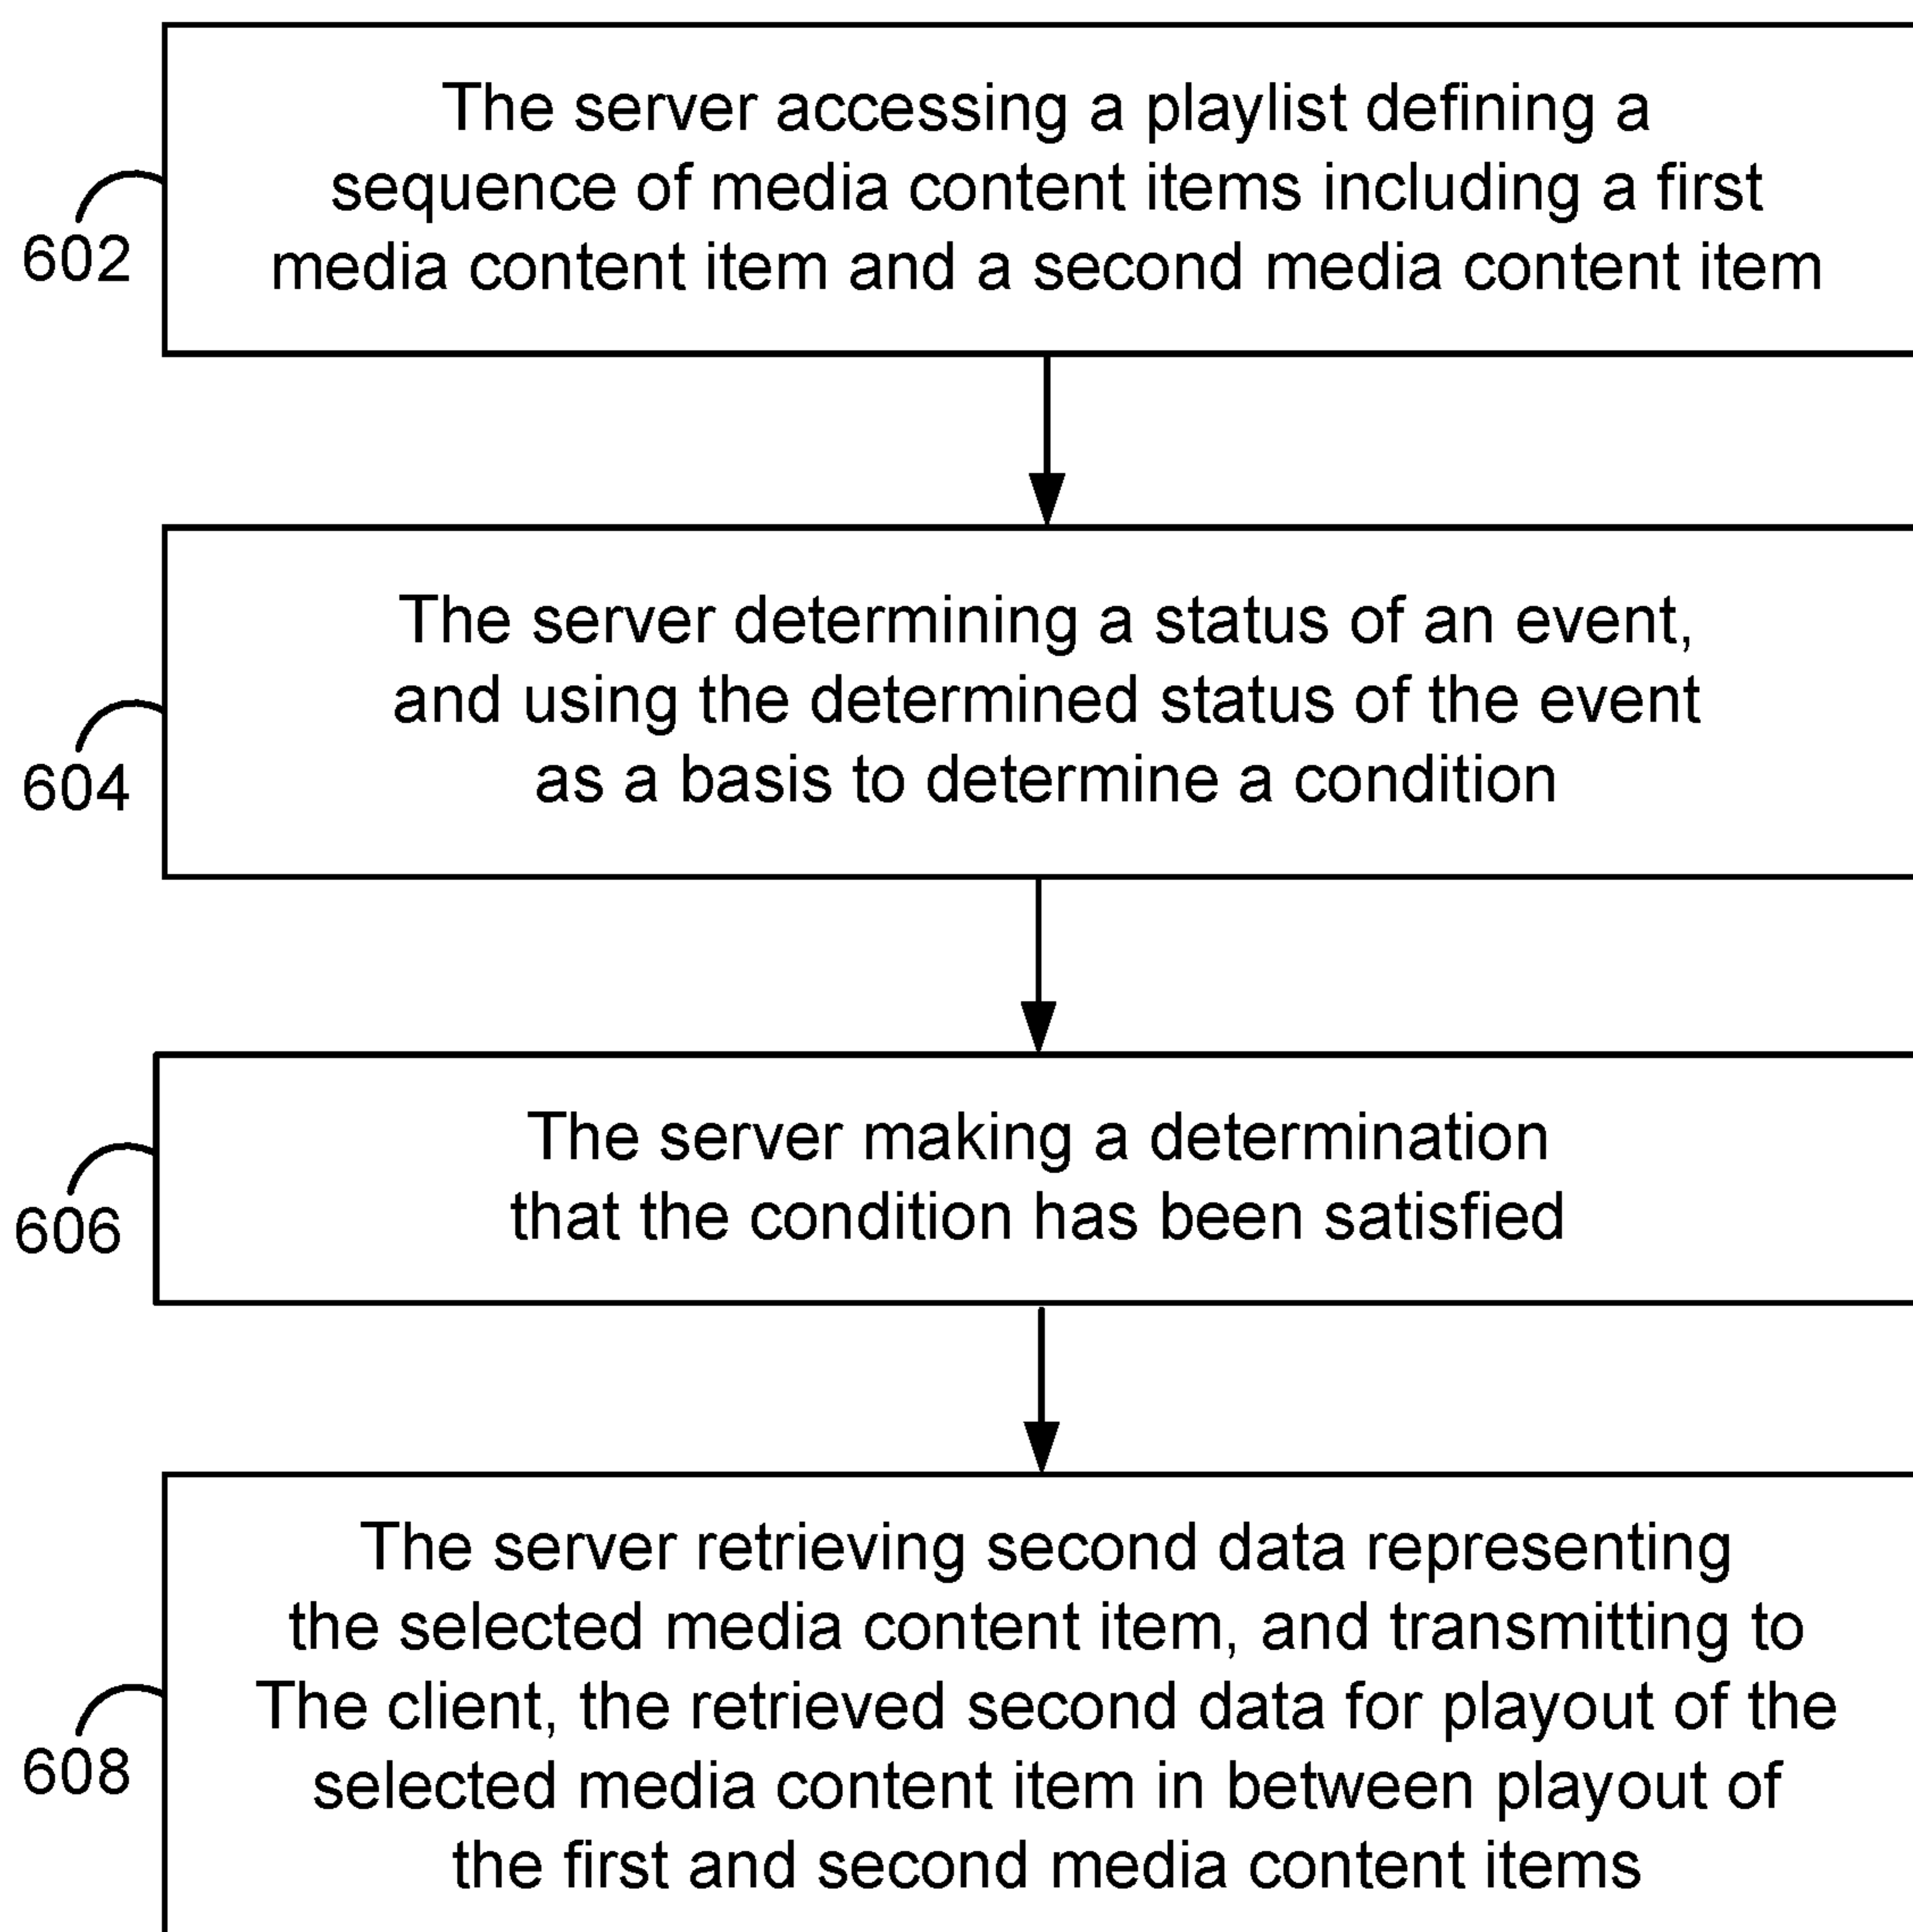 The server accessing a playlist defining a
sequence of media content items including a first
media content item and a second media content item
602
The server determining a status of an event,
and using the determined status of the event
as a basis to determine a condition
604
The server making a determination
that the condition has been satisfied
606
The server retrieving second data representing
the selected media content item, and transmitting to
The client, the retrieved second data for playout of the
selected media content item in between playout of
the first and second media content items
608